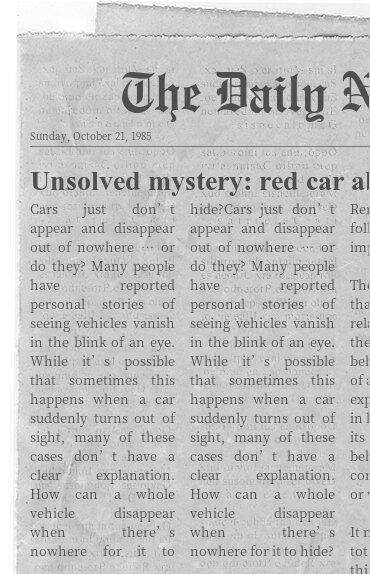 The Daily
Sunday, October 21, 1985
Unsolved mystery: red car
Cars just don't
appear and disappear
out of nowhere … or
do they? Many people
have reported
personal stories of
seeing vehicles vanish
in the blink of an eye.
While it's possible
that sometimes this
happens when a car
suddenly turns out of
sight, many of these
cases don't have a
clear explanation.
How can a whole
vehicle disappear
when there's
nowhere for it to
hide?Cars just don't
appear and disappear
out of nowhere … or
do they? Many people
have reported
personal stories of
seeing vehicles vanish
in the blink of an eye.
While it's possible
that sometimes this
happens when a car
suddenly turns out of
sight, many of these
cases don't have a
clear explanation.
How can a whole
vehicle disappear
when there's
nowhere for it to hide?